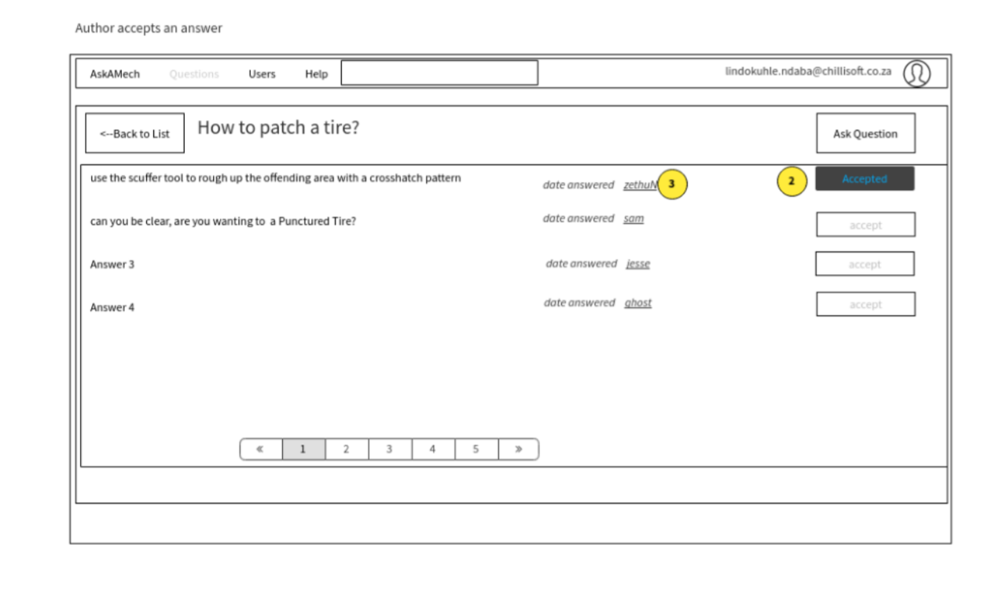 Author accepts an answer
AskAMech Questions Users Help lindokuhle.ndaba@chillisoft.co.za
<--Back to List How to patch a tire? Ask Question
use the scuffer tool to rough up the offending area with a crosshatch pattern date answered zethuN 3 2 Accepted
can you be clear, are you wanting to a Punctured Tire? date answered sam accept
Answer 3 date answered jesse accept
Answer 4 date answered ghost accept
« 1 2 3 4 5 »